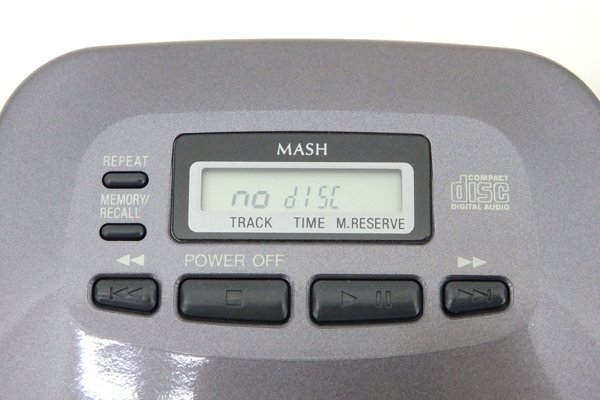 MASH
REPEAT
MEMORY/
RECALL
no disc
TRACK TIME M.RESERVE
COMPACT
disc
DIGITAL AUDIO
POWER OFF